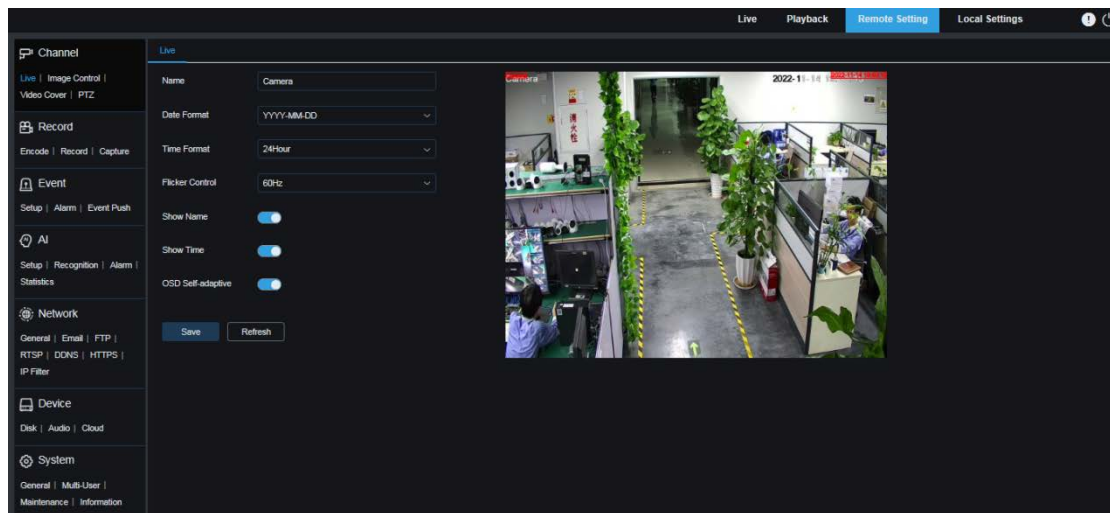 Live Playback Remote Setting Local Settings
Channel
Live | Image Control |
Video Cover | PTZ
Record
Encode | Record | Capture
Event
Setup | Alarm | Event Push
AI
Setup | Recognition | Alarm |
Statistics
Network
General | Email | FTP |
RTSP | DDNS | HTTPS |
IP Filter
Device
Disk | Audio | Cloud
System
General | Multi-User |
Maintenance | Information
Live
Name Camera
Date Format YYYY-MM-DD
Time Format 24Hour
Flicker Control 60Hz
Show Name
Show Time
OSD Self-adaptive
Save Refresh
Camera
消火栓